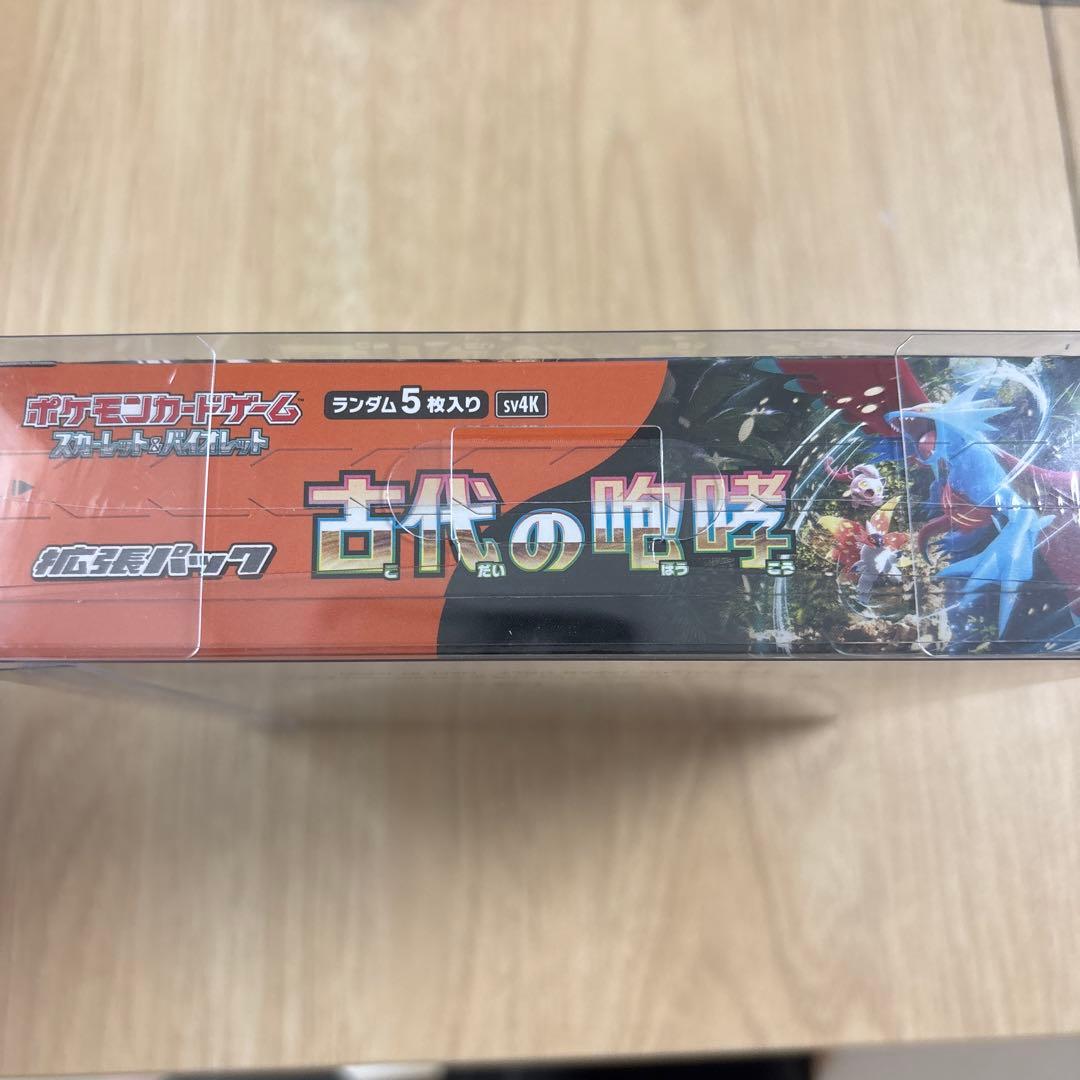 ポケモンカードゲーム™
スカーレット&バイオレット
ランダム5枚入り sv4K
拡張パック
古代の咆哮
こ だい ほう こう